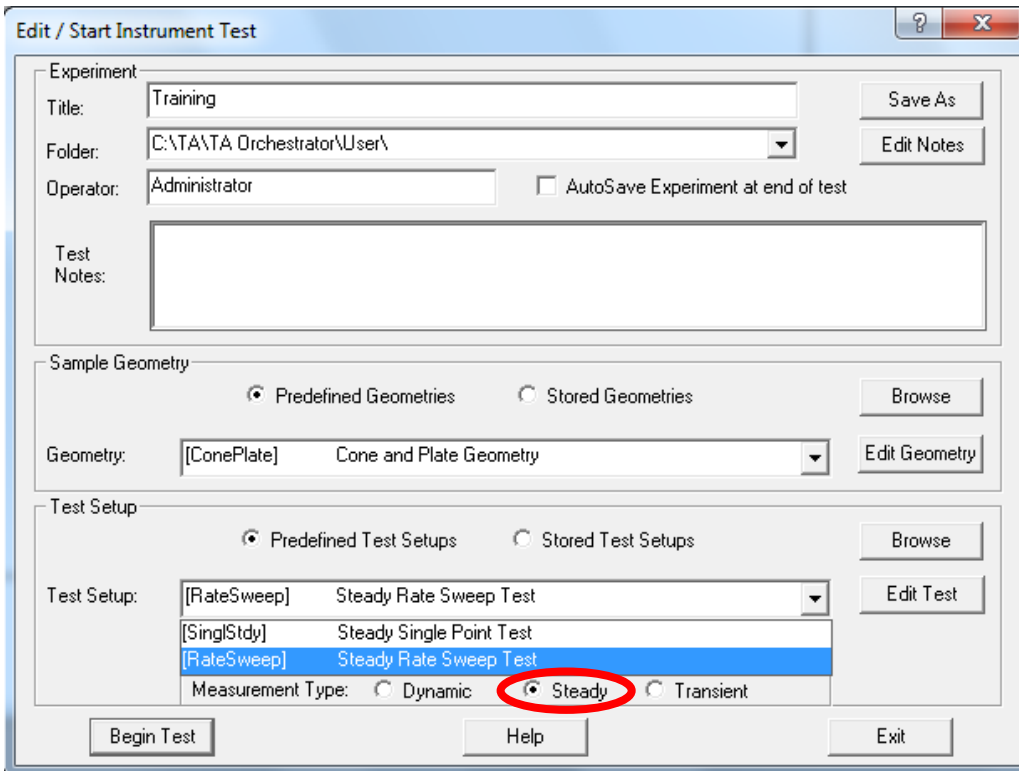 Edit / Start Instrument Test
Experiment
Title: Training Save As
Folder: C:\TA\TA Orchestrator\User\ Edit Notes
Operator: Administrator AutoSave Experiment at end of test
Test
Notes:
Sample Geometry
Predefined Geometries Stored Geometries Browse
Geometry: [ConePlate] Cone and Plate Geometry Edit Geometry
Test Setup
Predefined Test Setups Stored Test Setups Browse
Test Setup: [RateSweep] Steady Rate Sweep Test Edit Test
[SinglStdy] Steady Single Point Test
[RateSweep] Steady Rate Sweep Test
Measurement Type: Dynamic Steady Transient
Begin Test Help Exit